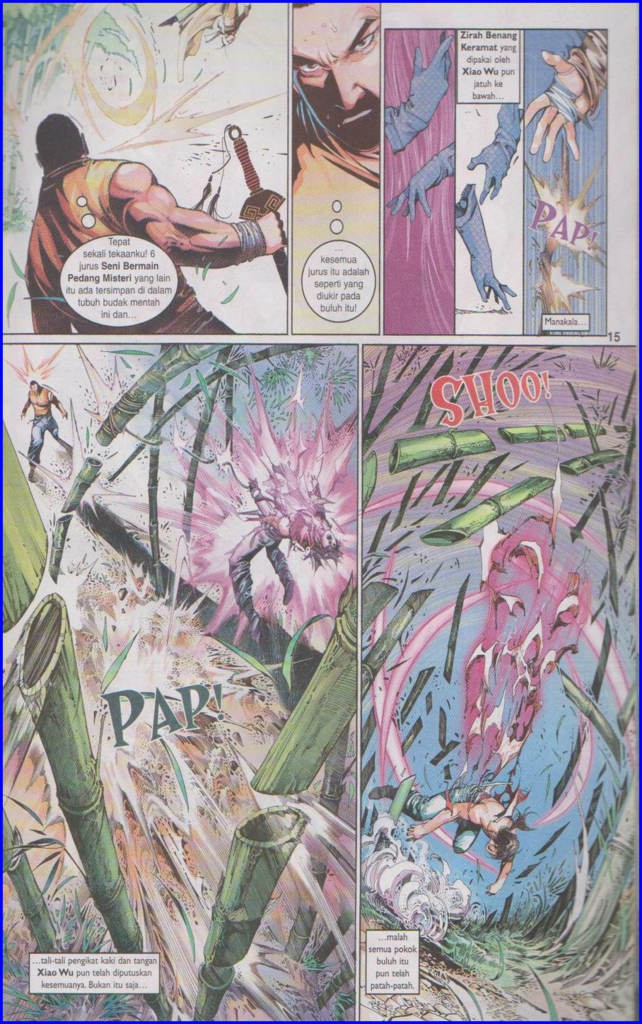 Tepat
sekali tekaanku! 6
jurus Seni Bermain
Pedang Misteri yang lain
itu ada tersimpan di dalam
tubuh budak mentah
ini dan...
...
kesemua
jurus itu adalah
seperti yang
diukir pada
buluh itu!
Zirah Benang
Keramat yang
dipakai oleh
Xiao Wu pun
jatuh ke
bawah...
PAP!
Manakala...
15
PAP!
...tali-tali pengikat kaki dan tangan
Xiao Wu pun telah diputuskan
kesemuanya. Bukan itu saja...
SHOO!
...malah
semua pokok
buluh itu
pun telah
patah-patah.